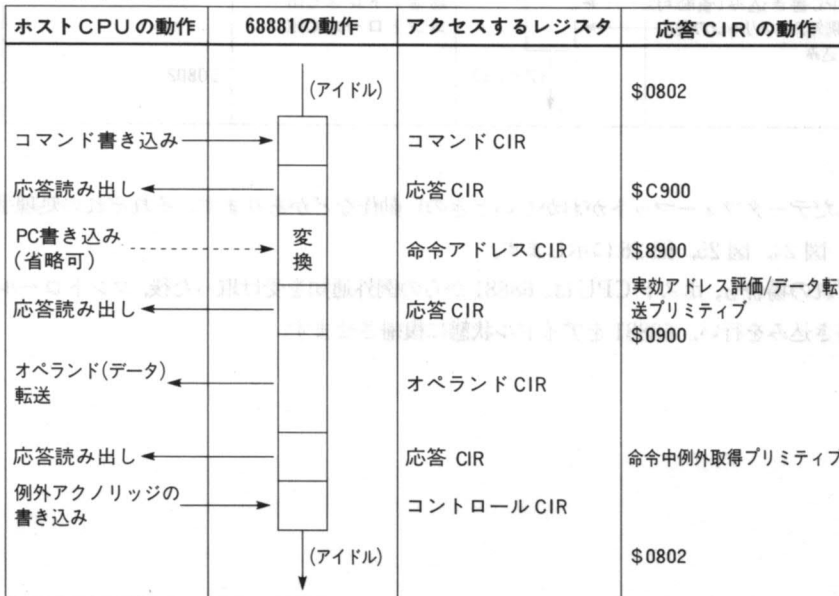 ホストCPUの動作 68881の動作 アクセスするレジスタ 応答CIRの動作
(アイドル) $0802
コマンド書き込み コマンドCIR
応答読み出し 応答CIR $C900
PC書き込み
(省略可) 変換 命令アドレスCIR $8900
応答読み出し 応答CIR 実効アドレス評価/データ転
送プリミティブ
$0900
オペランド(データ)
転送 オペランドCIR
応答読み出し 応答 CIR 命令中例外取得プリミティブ
例外アクノリッジの
書き込み コントロールCIR
(アイドル) $0802